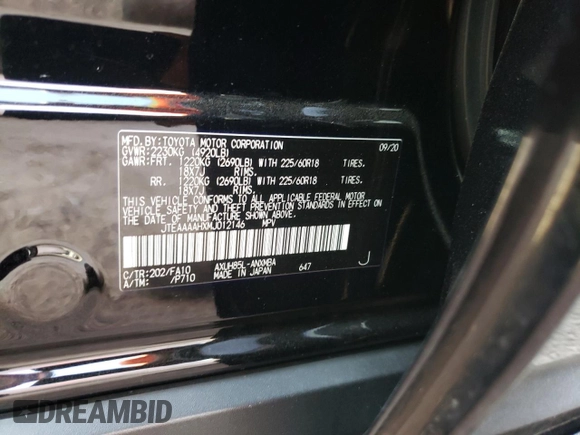 MFD.BY:TOYOTA MOTOR CORPORATION 09/20
GVWR:2230KG (4920LB)
GAWR:FRT. 1220KG (2690LB) WITH 225/60R18 TIRES.
18X7J RIMS.
RR. 1220KG (2690LB) WITH 225/60R18 TIRES.
18X7J RIMS.
THIS VEHICLE CONFORMS TO ALL APPLICABLE FEDERAL MOTOR
VEHICLE SAFETY AND THEFT PREVENTION STANDARDS IN EFFECT ON
THE DATE OF MANUFACTURE SHOWN ABOVE.
JTEAAAAHXMJ012146 MPV
C/TR:202/FA10 AXUH85L-ANXMBA
A/TM: /P710 MADE IN JAPAN 647 J
DREAMBID